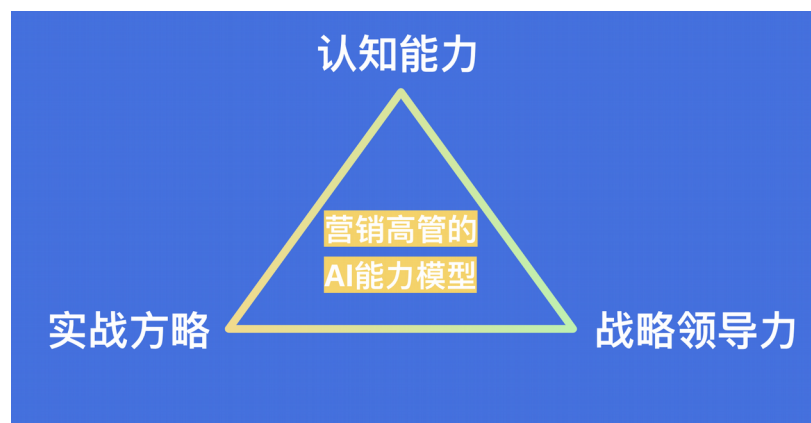 认知能力
营销高管的
AI能力模型
实战方略
战略领导力